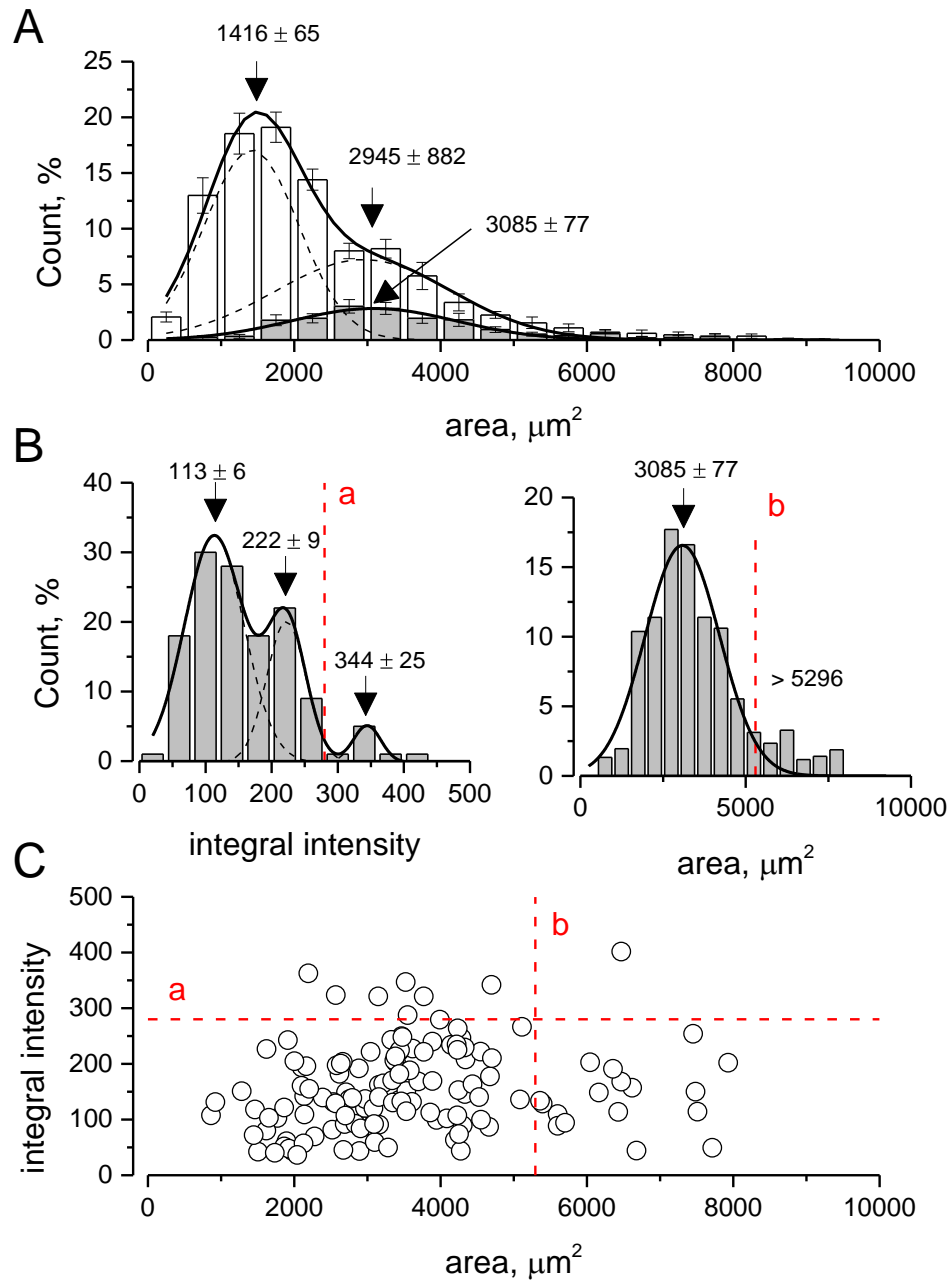 A
1416 ± 65
2945 ± 882
3085 ± 77
Count, %
25
20
15
10
5
0
0 2000 4000 6000 8000 10000
area, μm²
B
113 ± 6
a
222 ± 9
344 ± 25
Count, %
40
30
20
10
0
0 100 200 300 400 500
integral intensity
3085 ± 77
b
> 5296
20
15
10
5
0
0 5000 10000
area, μm²
C
integral intensity
500
400
300
200
100
0
a
b
0 2000 4000 6000 8000 10000
area, μm²